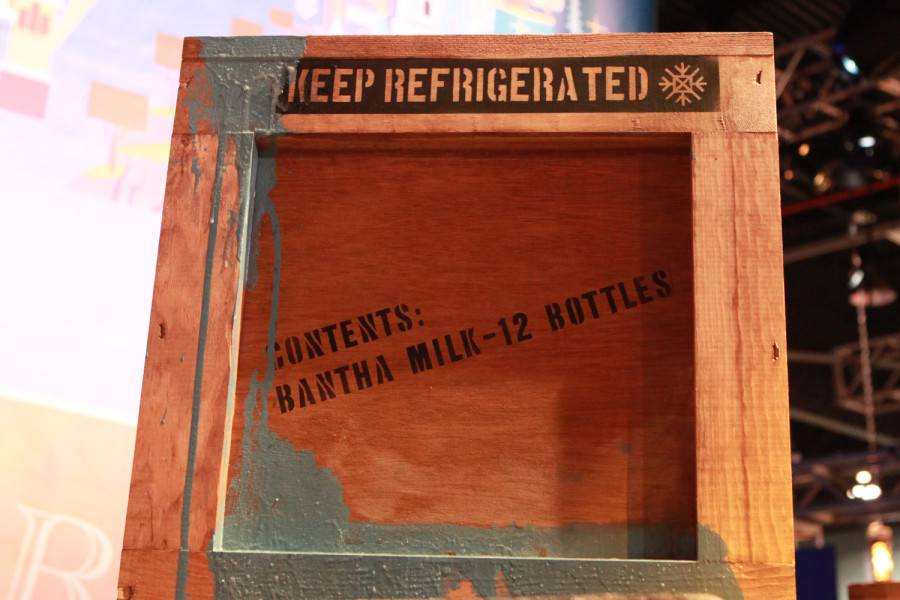 KEEP REFRIGERATED
CONTENTS:
BANTHA MILK-12 BOTTLES
R